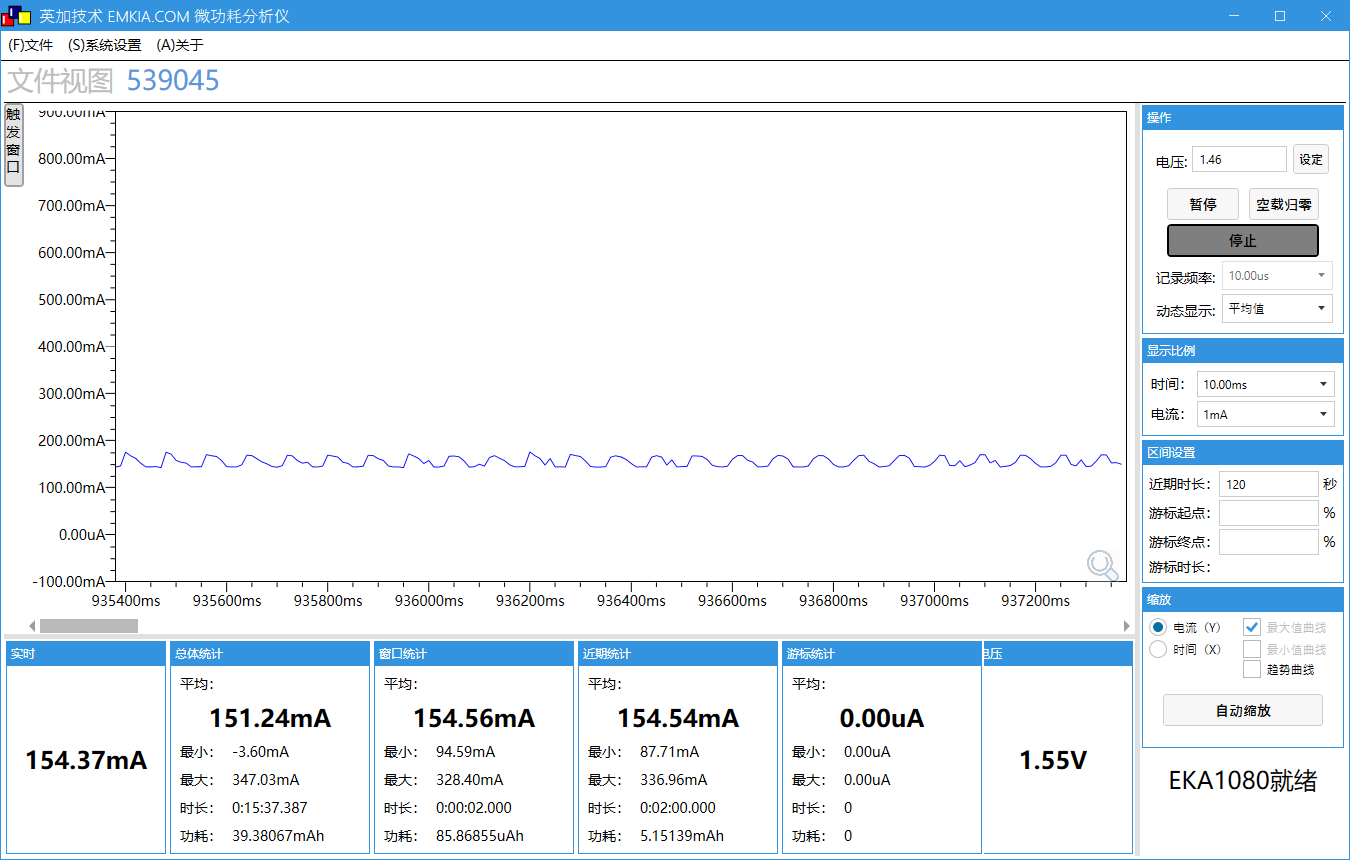 英加技术 EMKIA.COM 微功耗分析仪
(F)文件 (S)系统设置 (A)关于
文件视图 539045
触发窗口
900.00mA
800.00mA
700.00mA
600.00mA
500.00mA
400.00mA
300.00mA
200.00mA
100.00mA
0.00uA
-100.00mA
935400ms 935600ms 935800ms 936000ms 936200ms 936400ms 936600ms 936800ms 937000ms 937200ms
操作
电压: 1.46 设定
暂停 空载归零
停止
记录频率: 10.00us
动态显示: 平均值
显示比例
时间: 10.00ms
电流: 1mA
区间设置
近期时长: 120 秒
游标起点: %
游标终点: %
游标时长:
缩放
电流（Y） 最大值曲线
时间（X） 最小值曲线
趋势曲线
自动缩放
EKA1080就绪
实时
154.37mA
总体统计
平均:
151.24mA
最小: -3.60mA
最大: 347.03mA
时长: 0:15:37.387
功耗: 39.38067mAh
窗口统计
平均:
154.56mA
最小: 94.59mA
最大: 328.40mA
时长: 0:00:02.000
功耗: 85.86855uAh
近期统计
平均:
154.54mA
最小: 87.71mA
最大: 336.96mA
时长: 0:02:00.000
功耗: 5.15139mAh
游标统计
平均:
0.00uA
最小: 0.00uA
最大: 0.00uA
时长: 0
功耗: 0
电压
1.55V